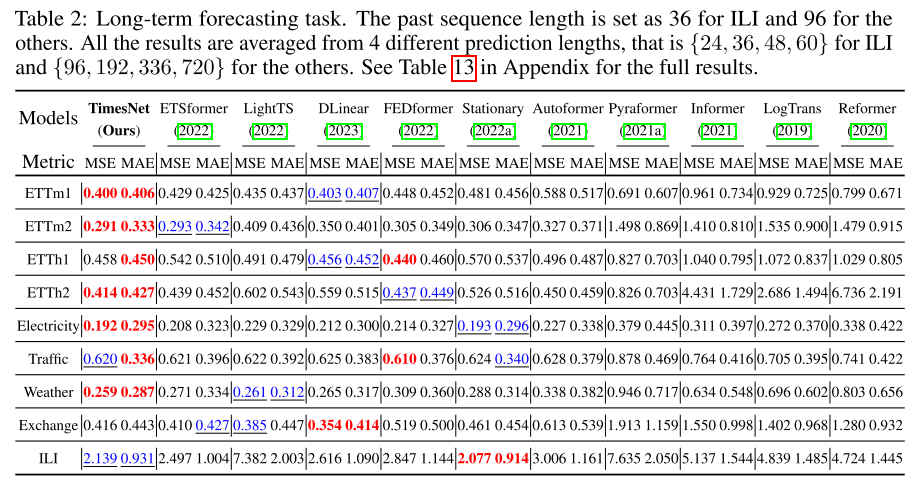 Table 2: Long-term forecasting task. The past sequence length is set as 36 for ILI and 96 for the
others. All the results are averaged from 4 different prediction lengths, that is {24, 36, 48, 60} for ILI
and {96, 192, 336, 720} for the others. See Table 13 in Appendix for the full results.
Models TimesNet ETSformer LightTS DLinear FEDformer Stationary Autoformer Pyraformer Informer LogTrans Reformer
(Ours) (2022) (2022) (2023) (2022) (2022a) (2021) (2021a) (2021) (2019) (2020)
Metric MSE MAE MSE MAE MSE MAE MSE MAE MSE MAE MSE MAE MSE MAE MSE MAE MSE MAE MSE MAE MSE MAE
ETTm1 0.400 0.406 0.429 0.425 0.435 0.437 0.403 0.407 0.448 0.452 0.481 0.456 0.588 0.517 0.691 0.607 0.961 0.734 0.929 0.725 0.799 0.671
ETTm2 0.291 0.333 0.293 0.342 0.409 0.436 0.350 0.401 0.305 0.349 0.306 0.347 0.327 0.371 1.498 0.869 1.410 0.810 1.535 0.900 1.479 0.915
ETTh1 0.458 0.450 0.542 0.510 0.491 0.479 0.456 0.452 0.440 0.460 0.570 0.537 0.496 0.487 0.827 0.703 1.040 0.795 1.072 0.837 1.029 0.805
ETTh2 0.414 0.427 0.439 0.452 0.602 0.543 0.559 0.515 0.437 0.449 0.526 0.516 0.450 0.459 0.826 0.703 4.431 1.729 2.686 1.494 6.736 2.191
Electricity 0.192 0.295 0.208 0.323 0.229 0.329 0.212 0.300 0.214 0.327 0.193 0.296 0.227 0.338 0.379 0.445 0.311 0.397 0.272 0.370 0.338 0.422
Traffic 0.620 0.336 0.621 0.396 0.622 0.392 0.625 0.383 0.610 0.376 0.624 0.340 0.628 0.379 0.878 0.469 0.764 0.416 0.705 0.395 0.741 0.422
Weather 0.259 0.287 0.271 0.334 0.261 0.312 0.265 0.317 0.309 0.360 0.288 0.314 0.338 0.382 0.946 0.717 0.634 0.548 0.696 0.602 0.803 0.656
Exchange 0.416 0.443 0.410 0.427 0.385 0.447 0.354 0.414 0.519 0.500 0.461 0.454 0.613 0.539 1.913 1.159 1.550 0.998 1.402 0.968 1.280 0.932
ILI 2.139 0.931 2.497 1.004 7.382 2.003 2.616 1.090 2.847 1.144 2.077 0.914 3.006 1.161 7.635 2.050 5.137 1.544 4.839 1.485 4.724 1.445